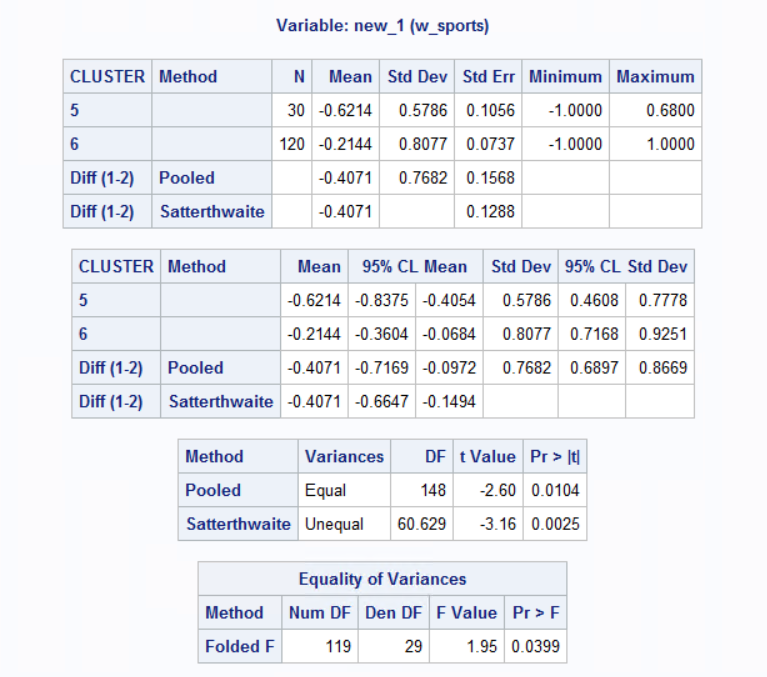 Variable: new_1 (w_sports)
CLUSTER Method N Mean Std Dev Std Err Minimum Maximum
5 30 -0.6214 0.5786 0.1056 -1.0000 0.6800
6 120 -0.2144 0.8077 0.0737 -1.0000 1.0000
Diff (1-2) Pooled -0.4071 0.7682 0.1568
Diff (1-2) Satterthwaite -0.4071 0.1288
CLUSTER Method Mean 95% CL Mean Std Dev 95% CL Std Dev
5 -0.6214 -0.8375 -0.4054 0.5786 0.4608 0.7778
6 -0.2144 -0.3604 -0.0684 0.8077 0.7168 0.9251
Diff (1-2) Pooled -0.4071 -0.7169 -0.0972 0.7682 0.6897 0.8669
Diff (1-2) Satterthwaite -0.4071 -0.6647 -0.1494
Method Variances DF t Value Pr > |t|
Pooled Equal 148 -2.60 0.0104
Satterthwaite Unequal 60.629 -3.16 0.0025
Equality of Variances
Method Num DF Den DF F Value Pr > F
Folded F 119 29 1.95 0.0399